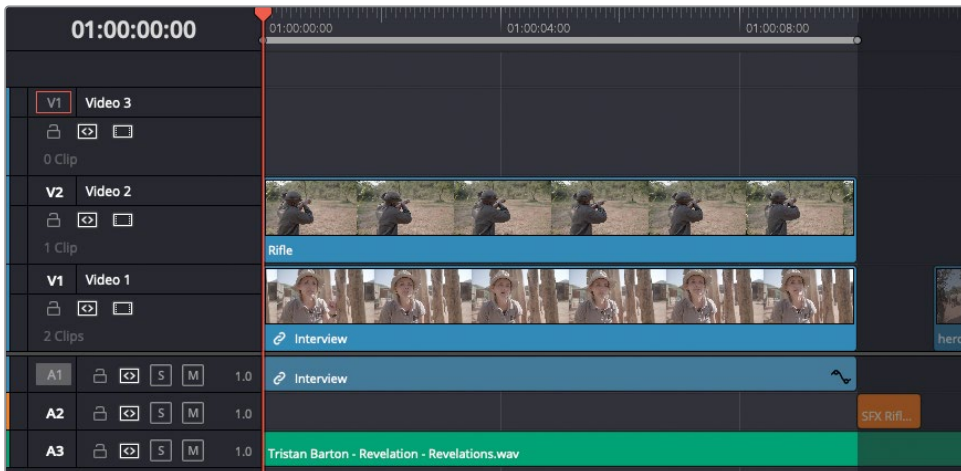 01:00:00:00 01:00:00:00 01:00:04:00 01:00:08:00
V1 Video 3
0 Clip
V2 Video 2
1 Clip
Rifle
V1 Video 1
2 Clips
Interview
A1 S M 1.0 Interview
A2 S M 1.0 SFX Rifl...
A3 S M 1.0 Tristan Barton - Revelation - Revelations.wav